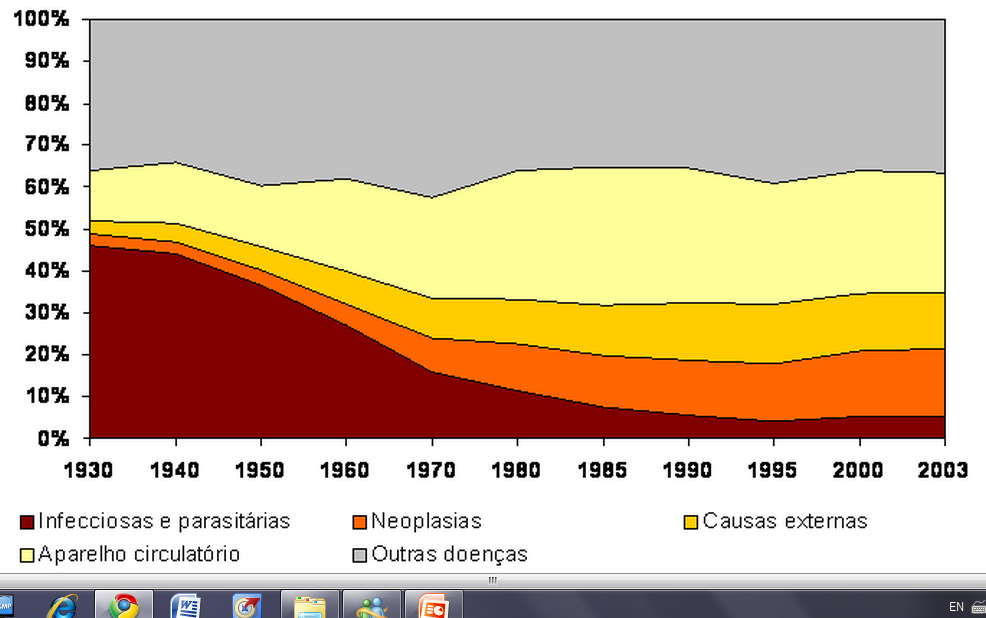 100%
90%
80%
70%
60%
50%
40%
30%
20%
10%
0%
1930 1940 1950 1960 1970 1980 1985 1990 1995 2000 2003
Infecciosas e parasitárias Neoplasias Causas externas
Aparelho circulatório Outras doenças
KMP EN